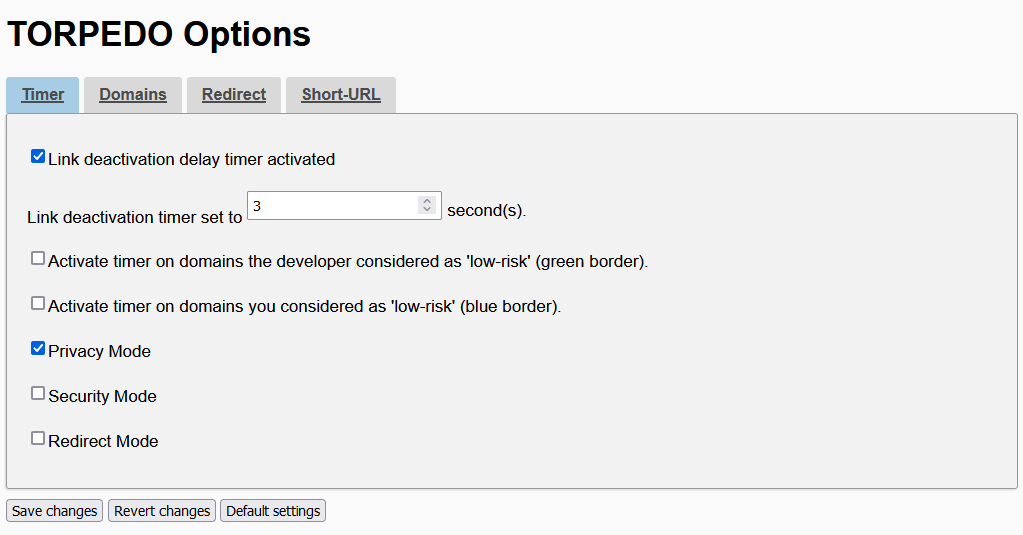 TORPEDO Options
Timer Domains Redirect Short-URL
Link deactivation delay timer activated
Link deactivation timer set to 3 second(s).
Activate timer on domains the developer considered as 'low-risk' (green border).
Activate timer on domains you considered as 'low-risk' (blue border).
Privacy Mode
Security Mode
Redirect Mode
Save changes Revert changes Default settings